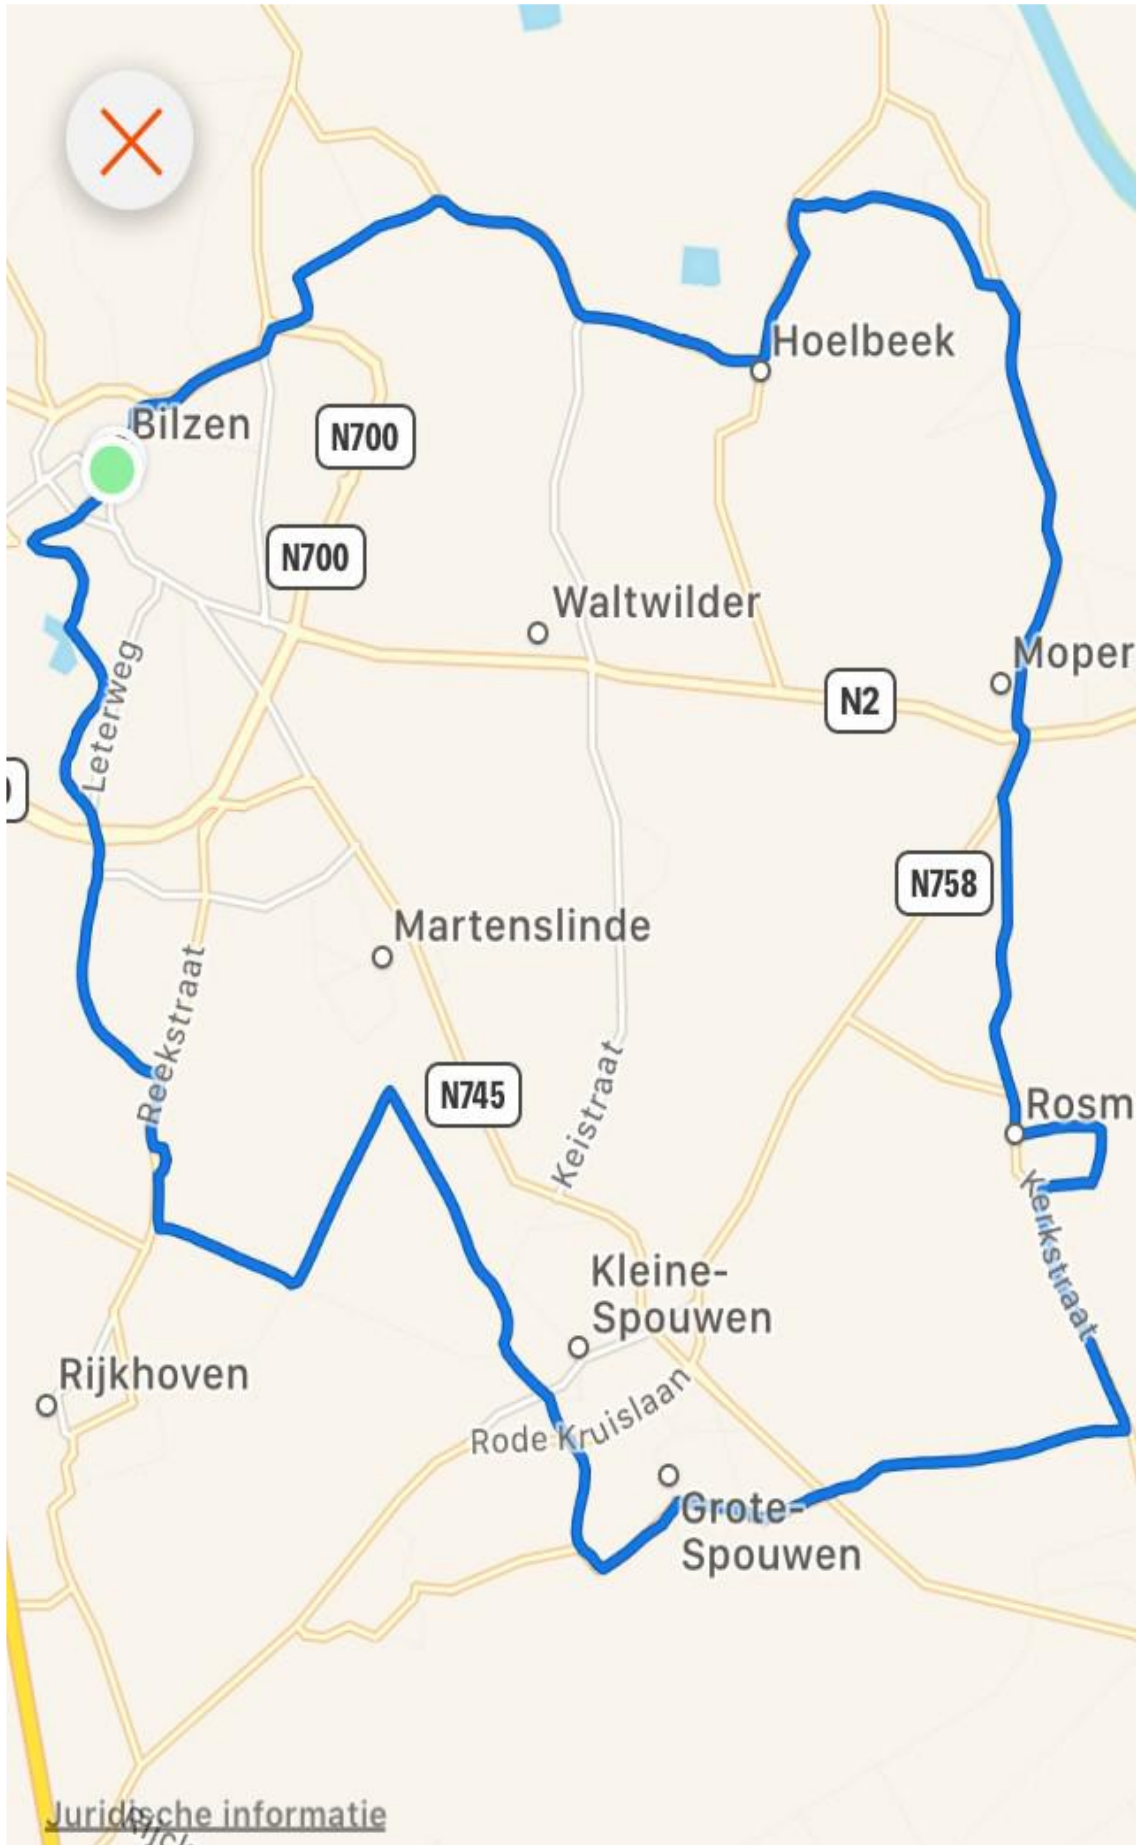 Bilzen
Hoelbeek
N700
N700
Waltwilder
Moper
Leterweg
N2
N758
Martenslinde
Reekstraat
N745
Keistraat
Rosm
Kerkstraat
Kleine-
Spouwen
Rijkhoven
Rode Kruislaan
Grote-
Spouwen
Juridische informatie